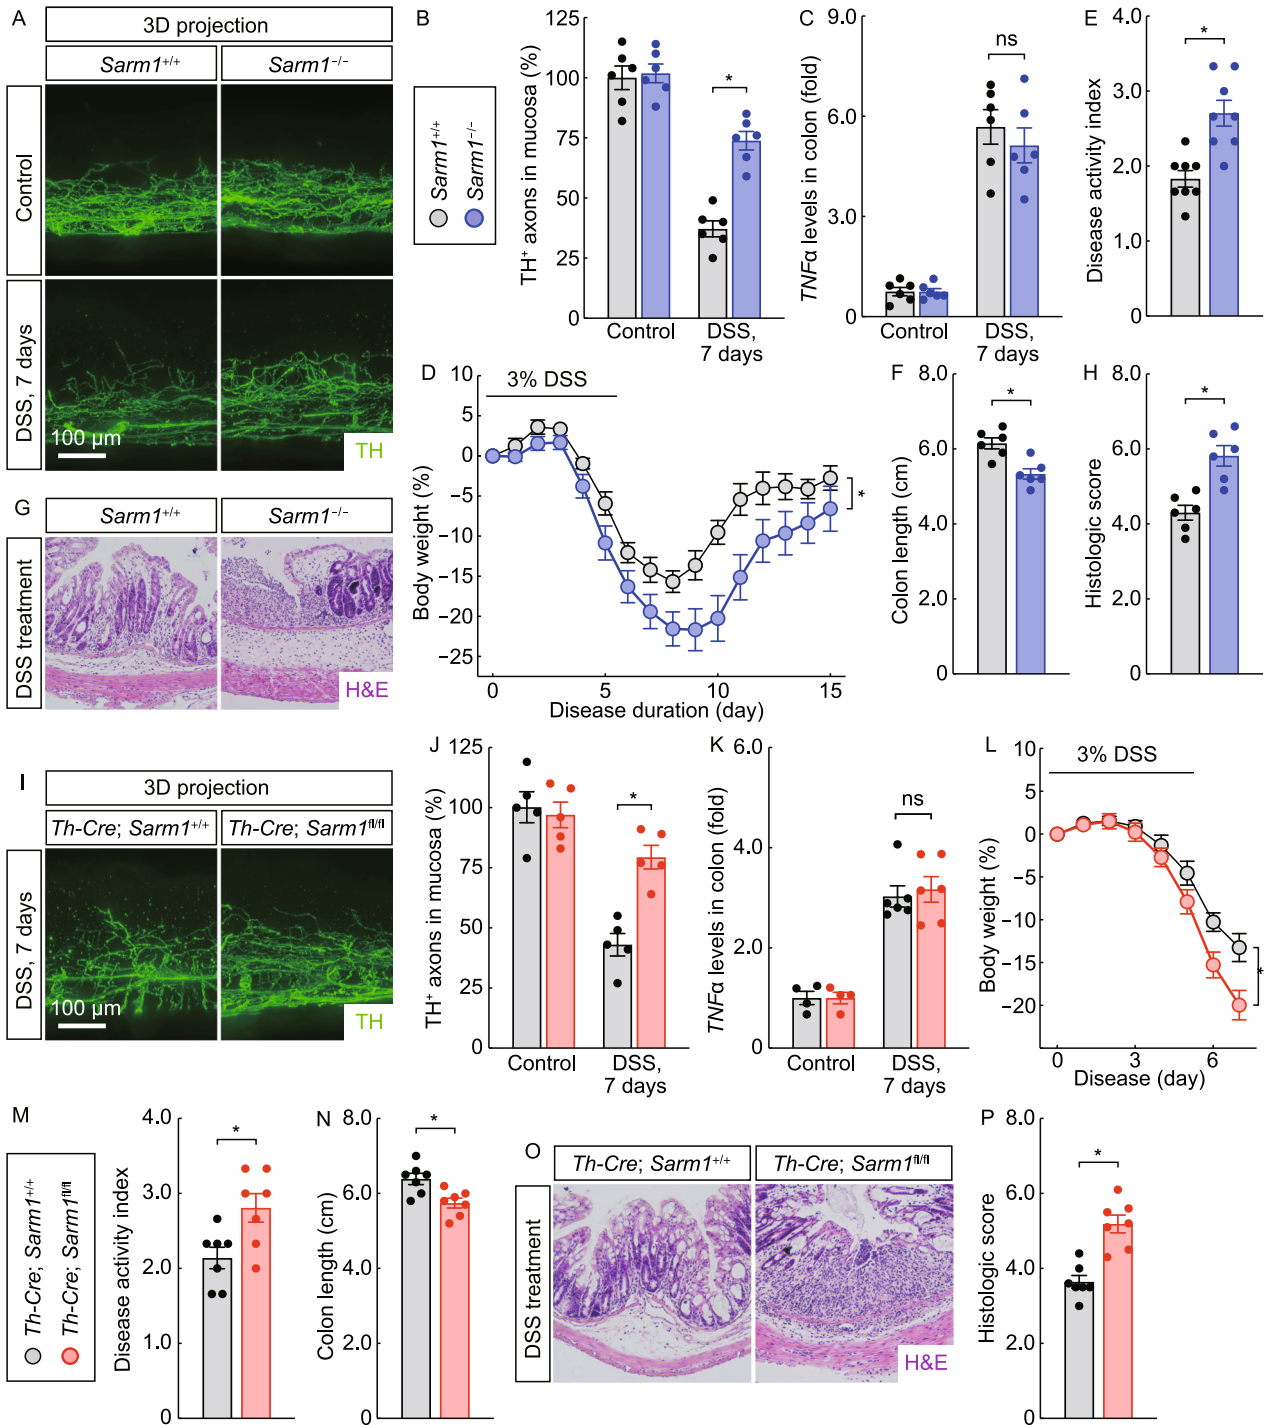 A
3D projection
Sarm1+/+
Sarm1−/−
Control
DSS, 7 days
100 μm
TH
B
Sarm1+/+
Sarm1−/−
TH+ axons in mucosa (%)
125
100
75
50
25
0
*
Control
DSS,
7 days
C
TNFα levels in colon (fold)
9.0
6.0
3.0
0
ns
Control
DSS,
7 days
E
Disease activity index
4.0
3.0
2.0
1.0
0
*
D
3% DSS
Body weight (%)
10
5
0
−5
−10
−15
−20
−25
*
0 5 10 15
Disease duration (day)
F
Colon length (cm)
8.0
6.0
4.0
2.0
0
*
H
Histologic score
8.0
6.0
4.0
2.0
0
*
G
Sarm1+/+
Sarm1−/−
DSS treatment
H&E
I
3D projection
Th-Cre; Sarm1+/+
Th-Cre; Sarm1fl/fl
DSS, 7 days
100 μm
TH
J
TH+ axons in mucosa (%)
125
100
75
50
25
0
*
Control
DSS,
7 days
K
TNFα levels in colon (fold)
6.0
4.0
2.0
0
ns
Control
DSS,
7 days
L
3% DSS
Body weight (%)
10
5
0
−5
−10
−15
−20
*
0 3 6
Disease (day)
M
Th-Cre; Sarm1+/+
Th-Cre; Sarm1fl/fl
Disease activity index
4.0
3.0
2.0
1.0
0
*
N
Colon length (cm)
8.0
6.0
4.0
2.0
0
*
O
Th-Cre; Sarm1+/+
Th-Cre; Sarm1fl/fl
DSS treatment
H&E
P
Histologic score
8.0
6.0
4.0
2.0
0
*